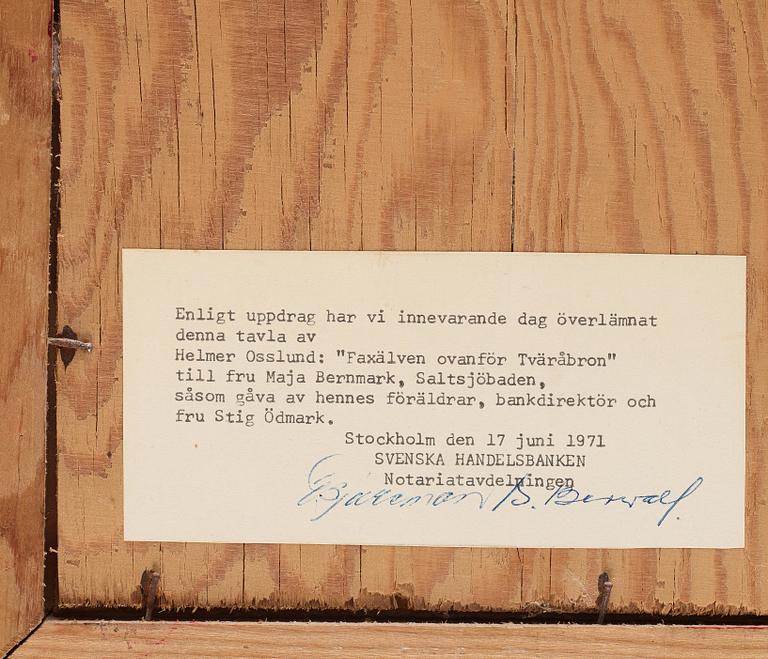 Enligt uppdrag har vi innevarande dag överlämnat
denna tavla av
Helmer Osslund: "Faxälven ovanför Tväråbron"
till fru Maja Bernmark, Saltsjöbaden,
såsom gåva av hennes föräldrar, bankdirektör och
fru Stig Ödmark.
Stockholm den 17 juni 1971
SVENSKA HANDELSBANKEN
Notariatavdelningen
B.